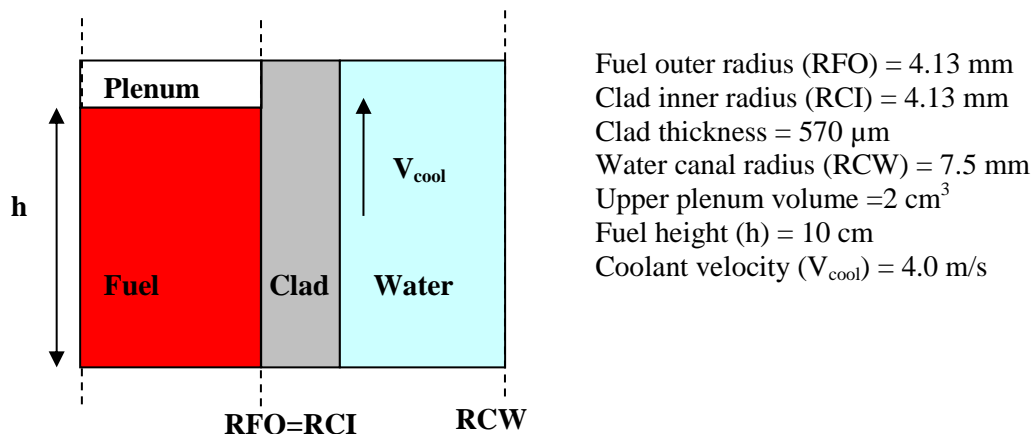 Plenum
h
V_cool
Fuel
Clad
Water
RFO=RCI
RCW
Fuel outer radius (RFO) = 4.13 mm
Clad inner radius (RCI) = 4.13 mm
Clad thickness = 570 µm
Water canal radius (RCW) = 7.5 mm
Upper plenum volume =2 cm³
Fuel height (h) = 10 cm
Coolant velocity (V_cool) = 4.0 m/s